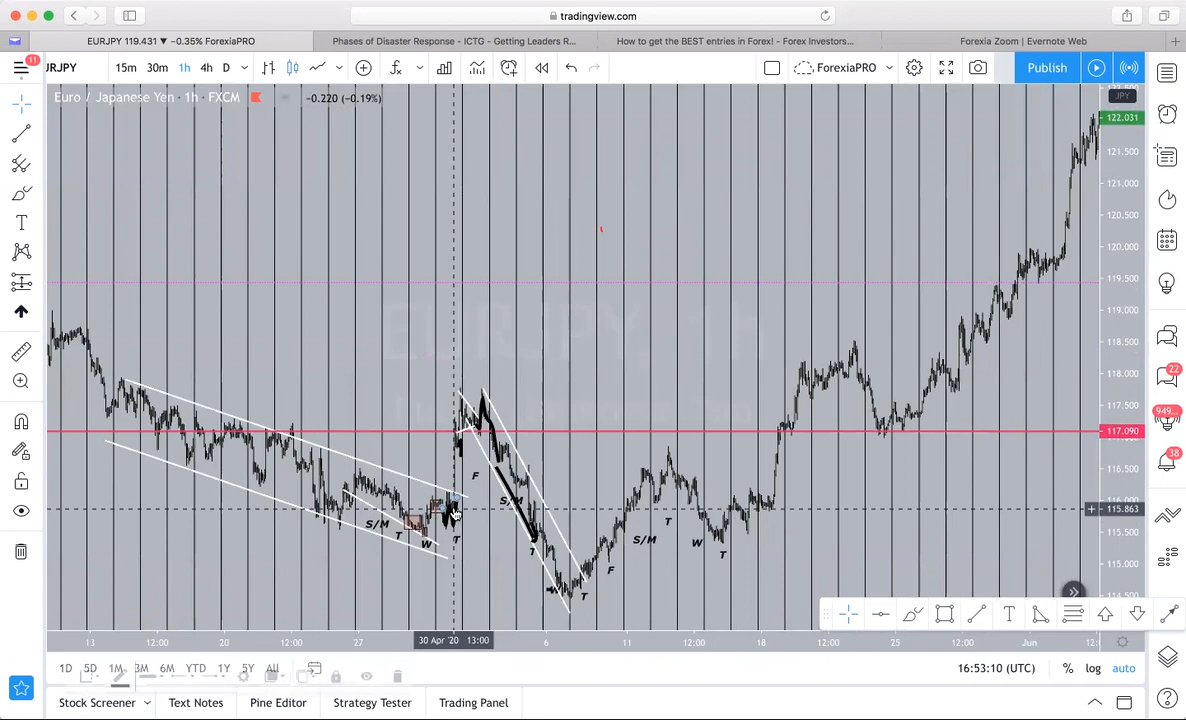 tradingview.com
EURJPY 119.431 ▼ −0.35% ForexiaPRO
Phases of Disaster Response - ICTG - Getting Leaders R...
How to get the BEST entries in Forex! - Forex Investors...
Forexia Zoom | Evernote Web
11
URJPY
15m 30m 1h 4h D
ForexiaPRO
Publish
Euro / Japanese Yen · 1h · FXCM
−0.220 (−0.19%)
JPY
122.031
121.500
121.000
120.500
120.000
119.500
119.000
118.500
118.000
117.500
117.090
116.500
115.863
115.500
115.000
EURJPY, 1h
F
S/M
S/M
T
W
T
T
T
F
S/M
T
W
T
13 12:00 20 12:00 27 30 Apr '20 13:00 6 11 12:00 18 12:00 25 12:00 Jun
1D 5D 1M 3M 6M YTD 1Y 5Y All
16:53:10 (UTC) % log auto
Stock Screener Text Notes Pine Editor Strategy Tester Trading Panel
22
949...
38